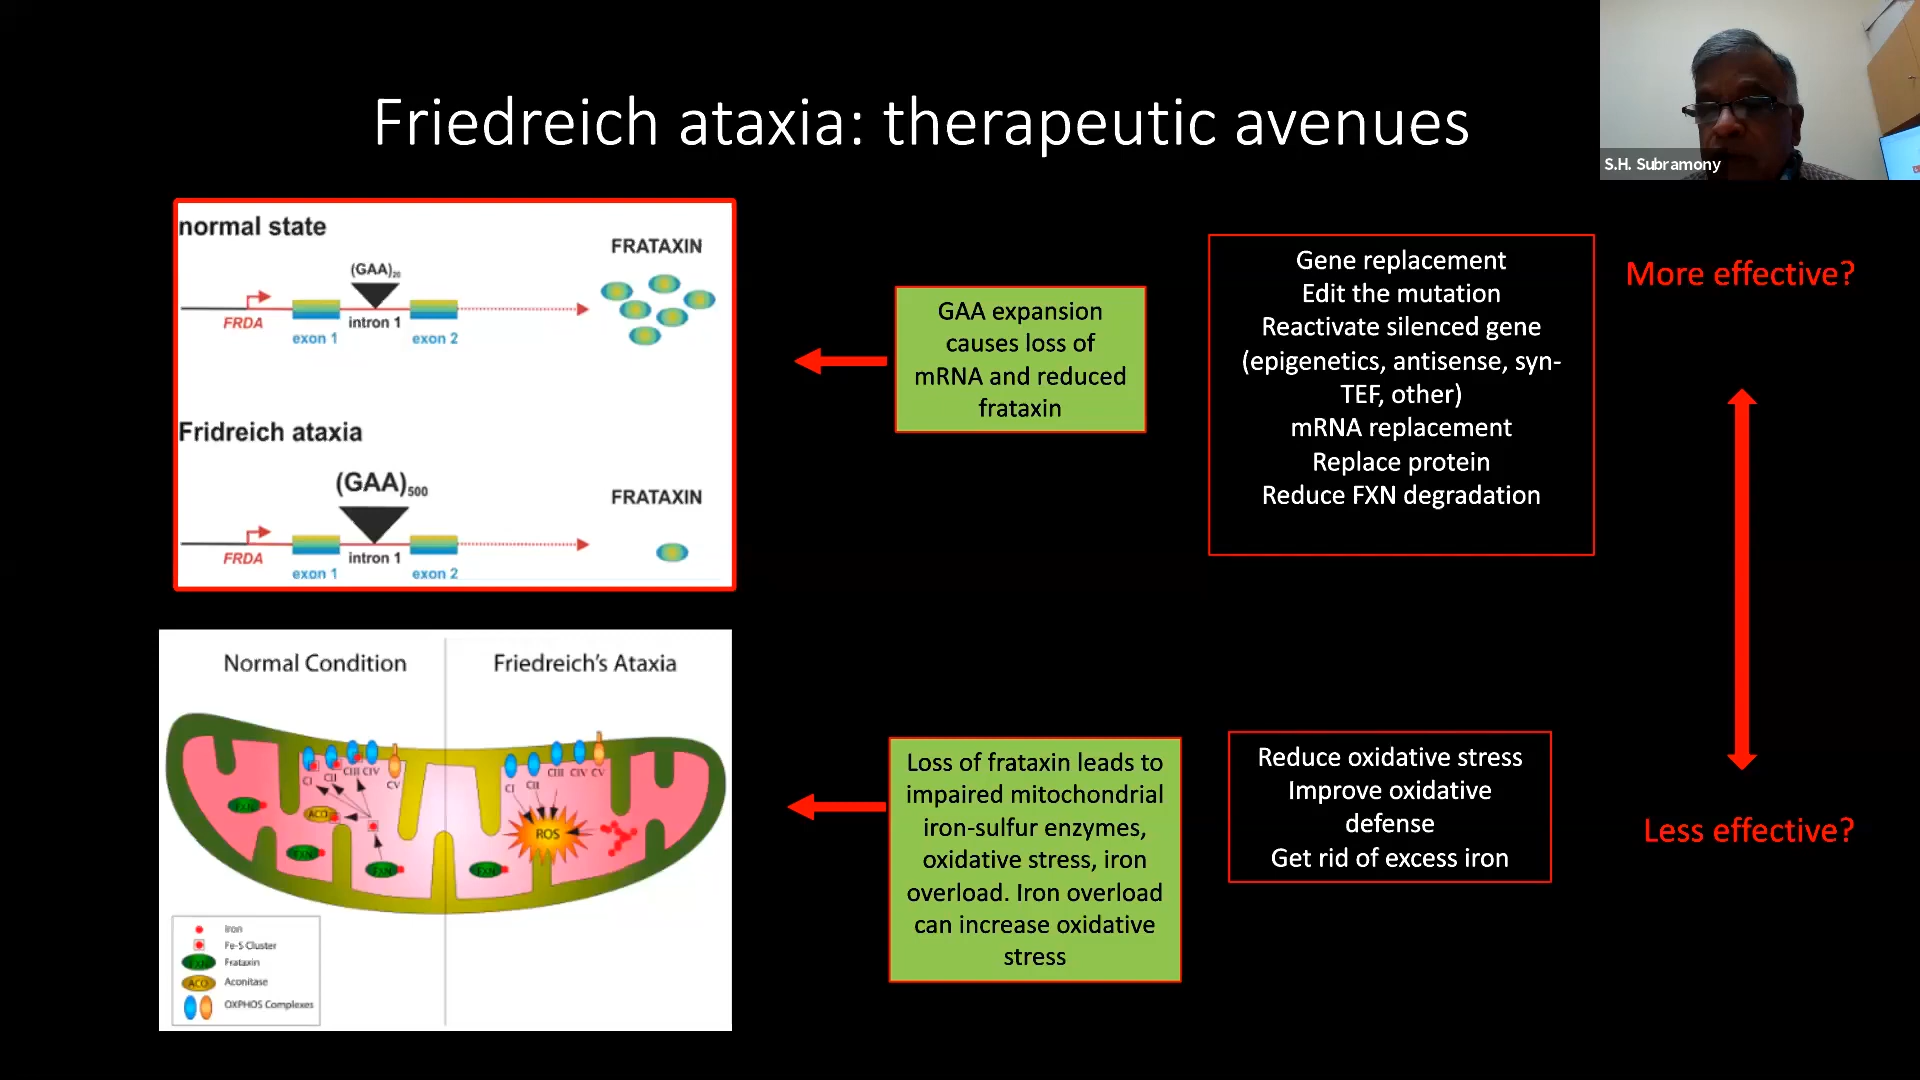 Friedreich ataxia: therapeutic avenues
S.H. Subramony
normal state
FRATAXIN
(GAA)20
FRDA
intron 1
exon 1
exon 2
Fridreich ataxia
(GAA)500
FRATAXIN
FRDA
intron 1
exon 1
exon 2
GAA expansion
causes loss of
mRNA and reduced
frataxin
Gene replacement
Edit the mutation
Reactivate silenced gene
(epigenetics, antisense, syn-
TEF, other)
mRNA replacement
Replace protein
Reduce FXN degradation
More effective?
Normal Condition
Friedreich's Ataxia
CI
CII
CIII
CIV
CV
CI
CII
CIII
CIV
CV
FXN
ACO
ROS
FXN
FXN
FXN
Iron
Fe-S Cluster
FXN
Frataxin
ACO
Aconitase
OXPHOS Complexes
Loss of frataxin leads to
impaired mitochondrial
iron-sulfur enzymes,
oxidative stress, iron
overload. Iron overload
can increase oxidative
stress
Reduce oxidative stress
Improve oxidative
defense
Get rid of excess iron
Less effective?